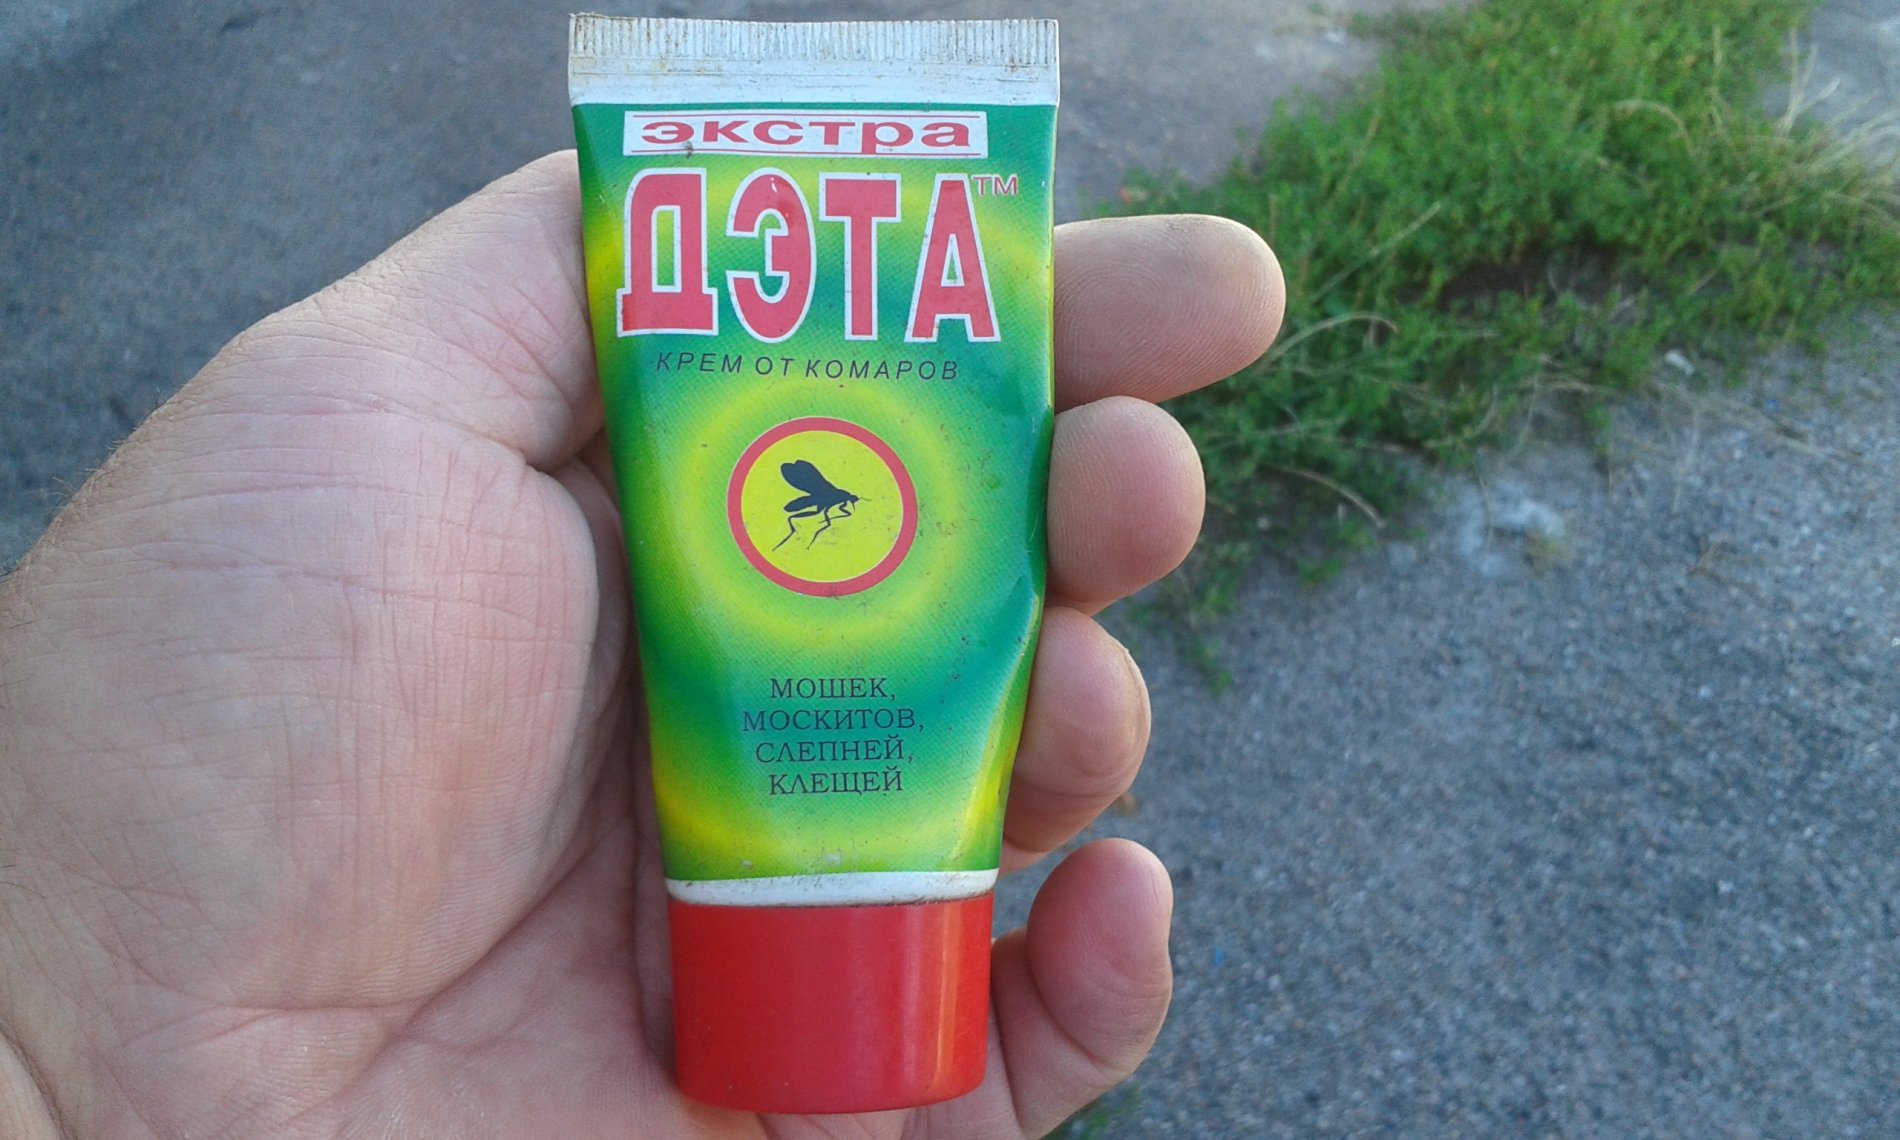 экстра
ДЭТА™
КРЕМ ОТ КОМАРОВ
МОШЕК,
МОСКИТОВ,
СЛЕПНЕЙ,
КЛЕЩЕЙ